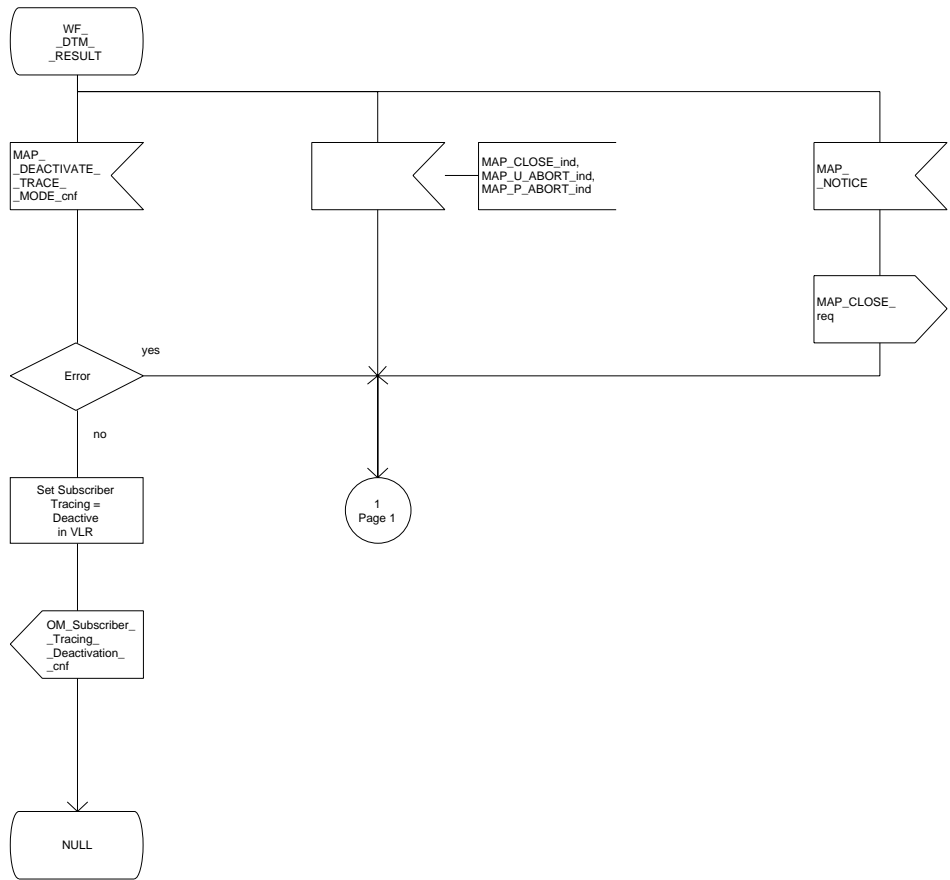 WF_
_DTM_
_RESULT
MAP_
_DEACTIVATE_
_TRACE_
_MODE_cnf
MAP_CLOSE_ind,
MAP_U_ABORT_ind,
MAP_P_ABORT_ind
MAP_
_NOTICE
MAP_CLOSE_
req
Error
yes
no
Set Subscriber
Tracing =
Deactive
in VLR
1
Page 1
OM_Subscriber_
_Tracing_
_Deactivation_
_cnf
NULL